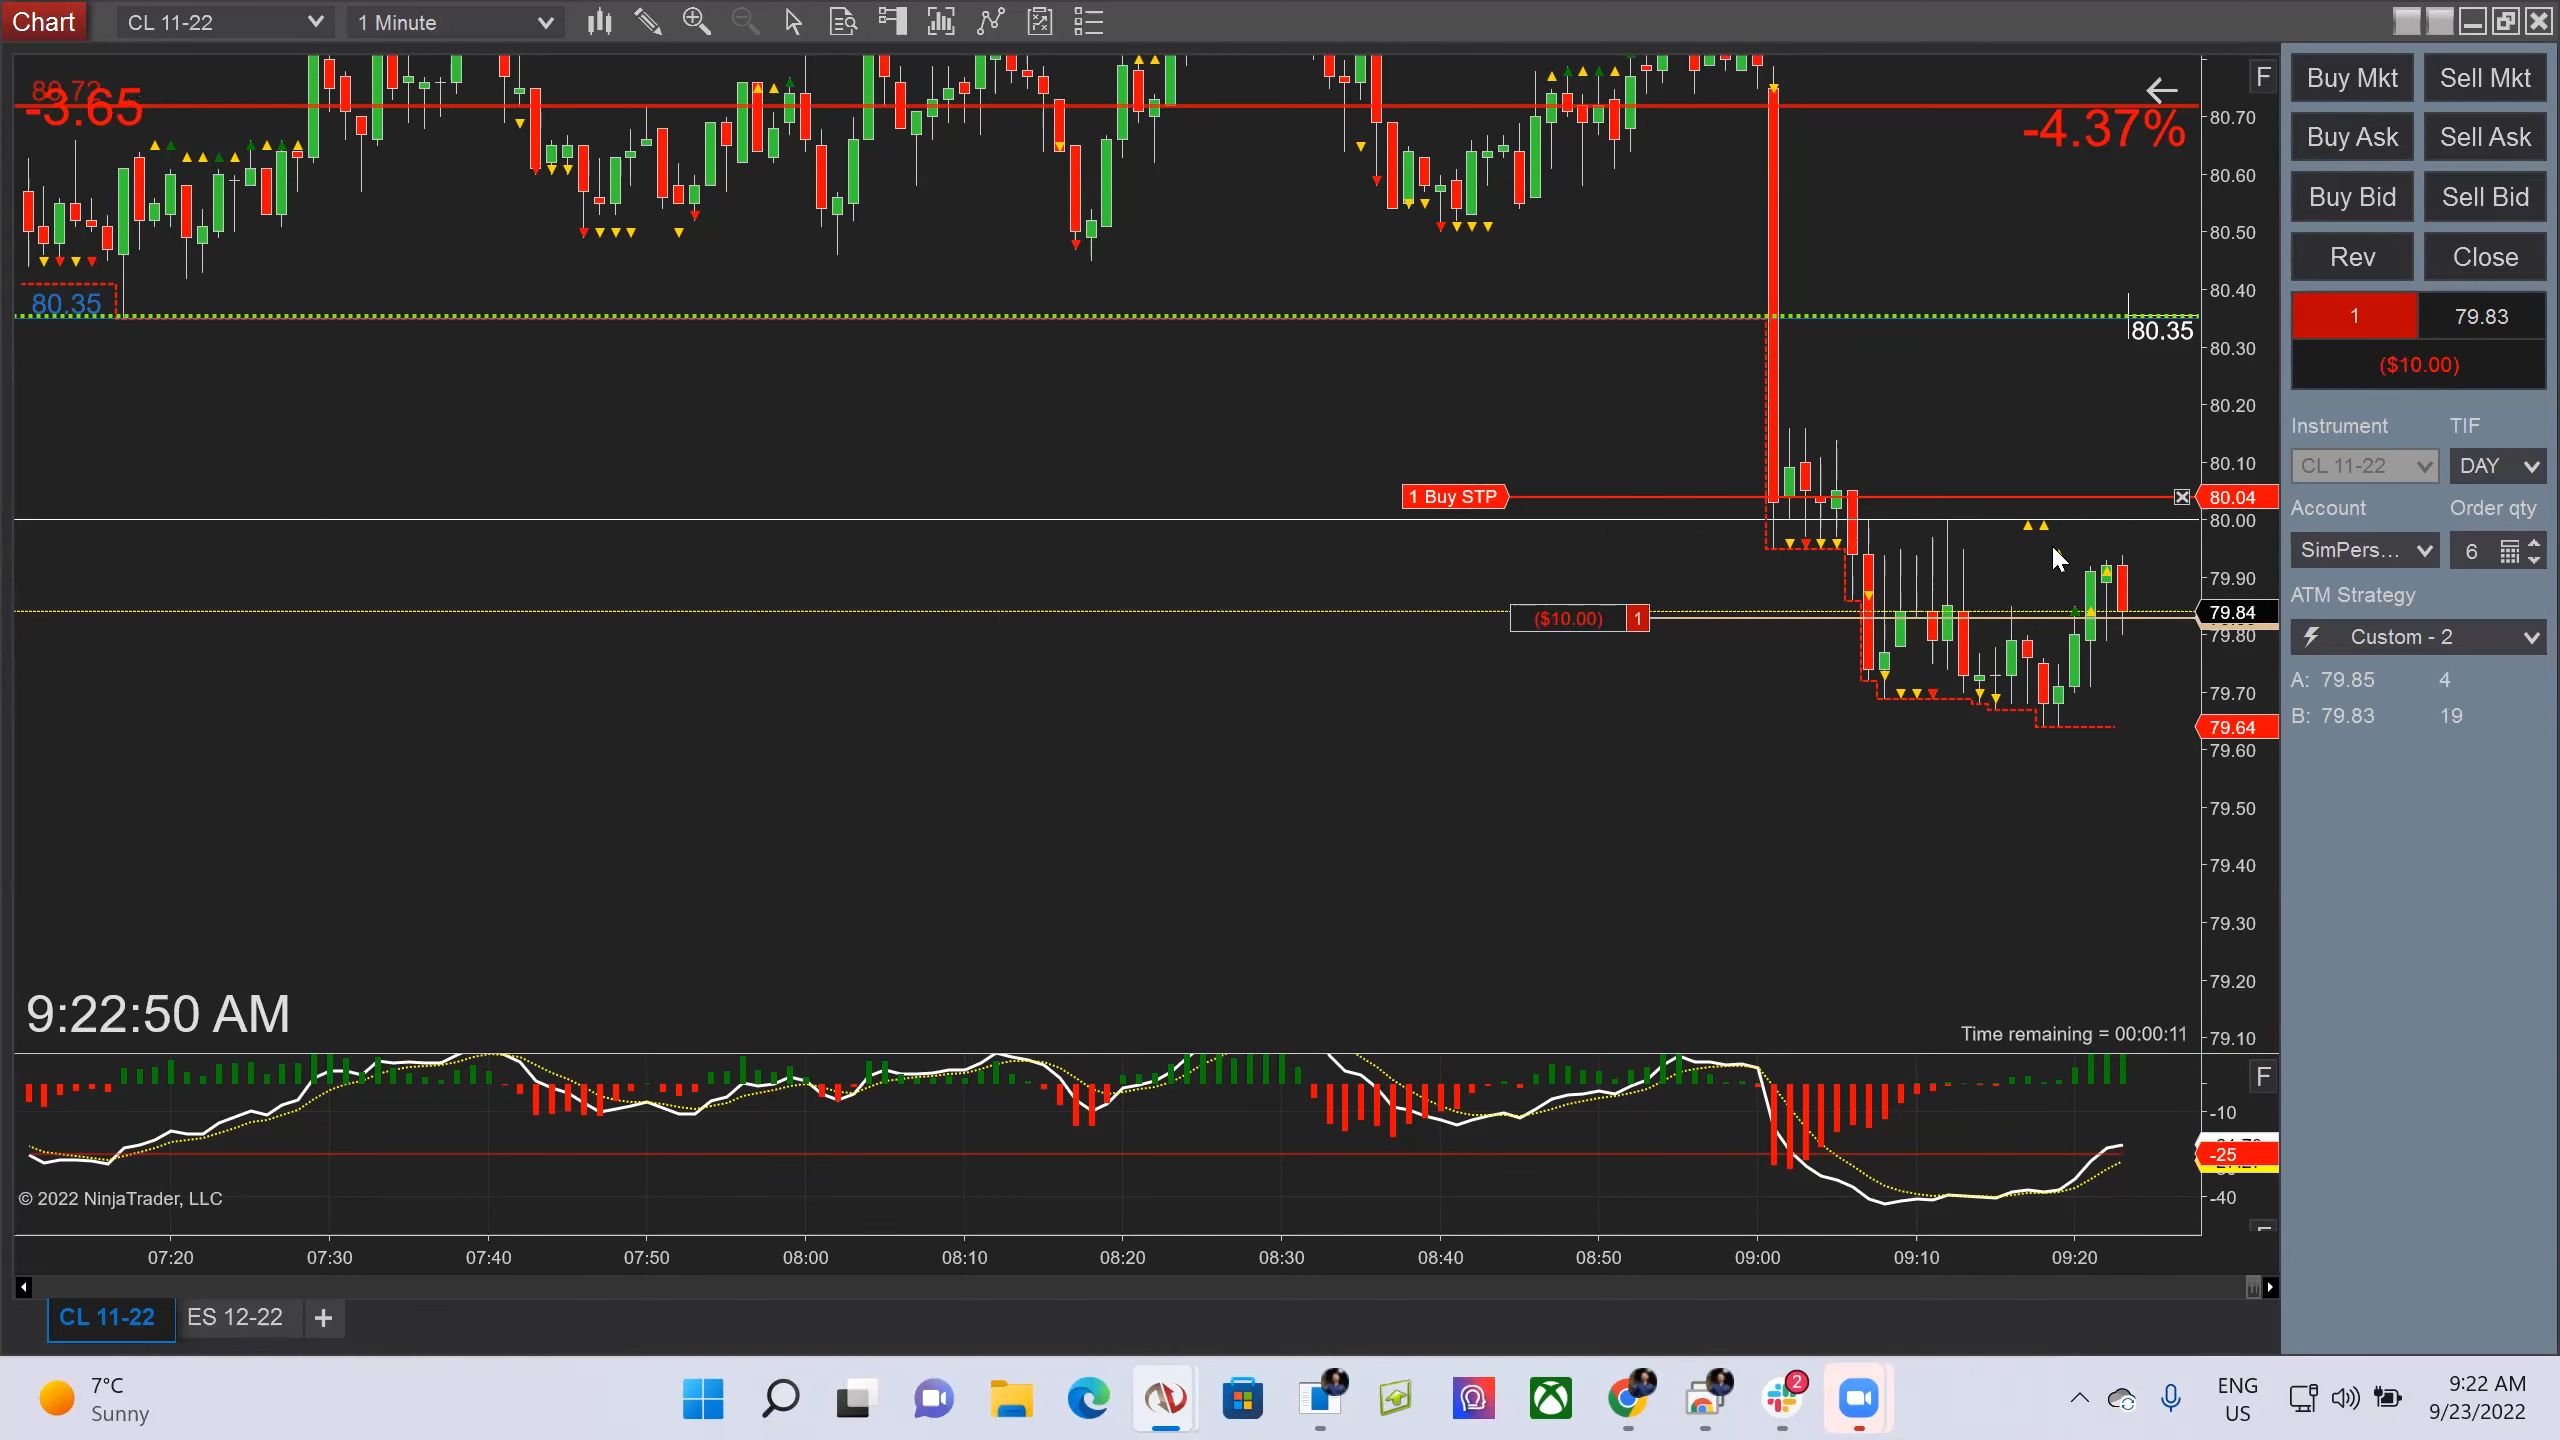 Chart
CL 11-22
1 Minute
-3.65
F
-4.37%
80.35
80.35
1 Buy STP
($10.00) 1
80.70
80.60
80.50
80.40
80.30
80.20
80.10
80.04
80.00
79.90
79.84
79.80
79.70
79.64
79.60
79.50
79.40
79.30
79.20
79.10
9:22:50 AM
Time remaining = 00:00:11
F
-10
-25
-40
© 2022 NinjaTrader, LLC
07:20 07:30 07:40 07:50 08:00 08:10 08:20 08:30 08:40 08:50 09:00 09:10 09:20
CL 11-22 ES 12-22 +
Buy Mkt Sell Mkt
Buy Ask Sell Ask
Buy Bid Sell Bid
Rev Close
1 79.83
($10.00)
Instrument TIF
CL 11-22 DAY
Account Order qty
SimPers... 6
ATM Strategy
Custom - 2
A: 79.85 4
B: 79.83 19
7°C
Sunny
2
ENG
US
9:22 AM
9/23/2022